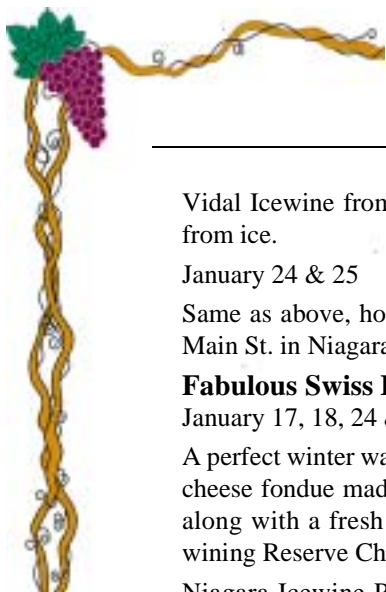 Vidal Icewine from
from ice.
January 24 & 25
Same as above, ho
Main St. in Niagara
Fabulous Swiss
January 17, 18, 24
A perfect winter wa
cheese fondue mad
along with a fresh
wining Reserve Ch
Niagara Icewine